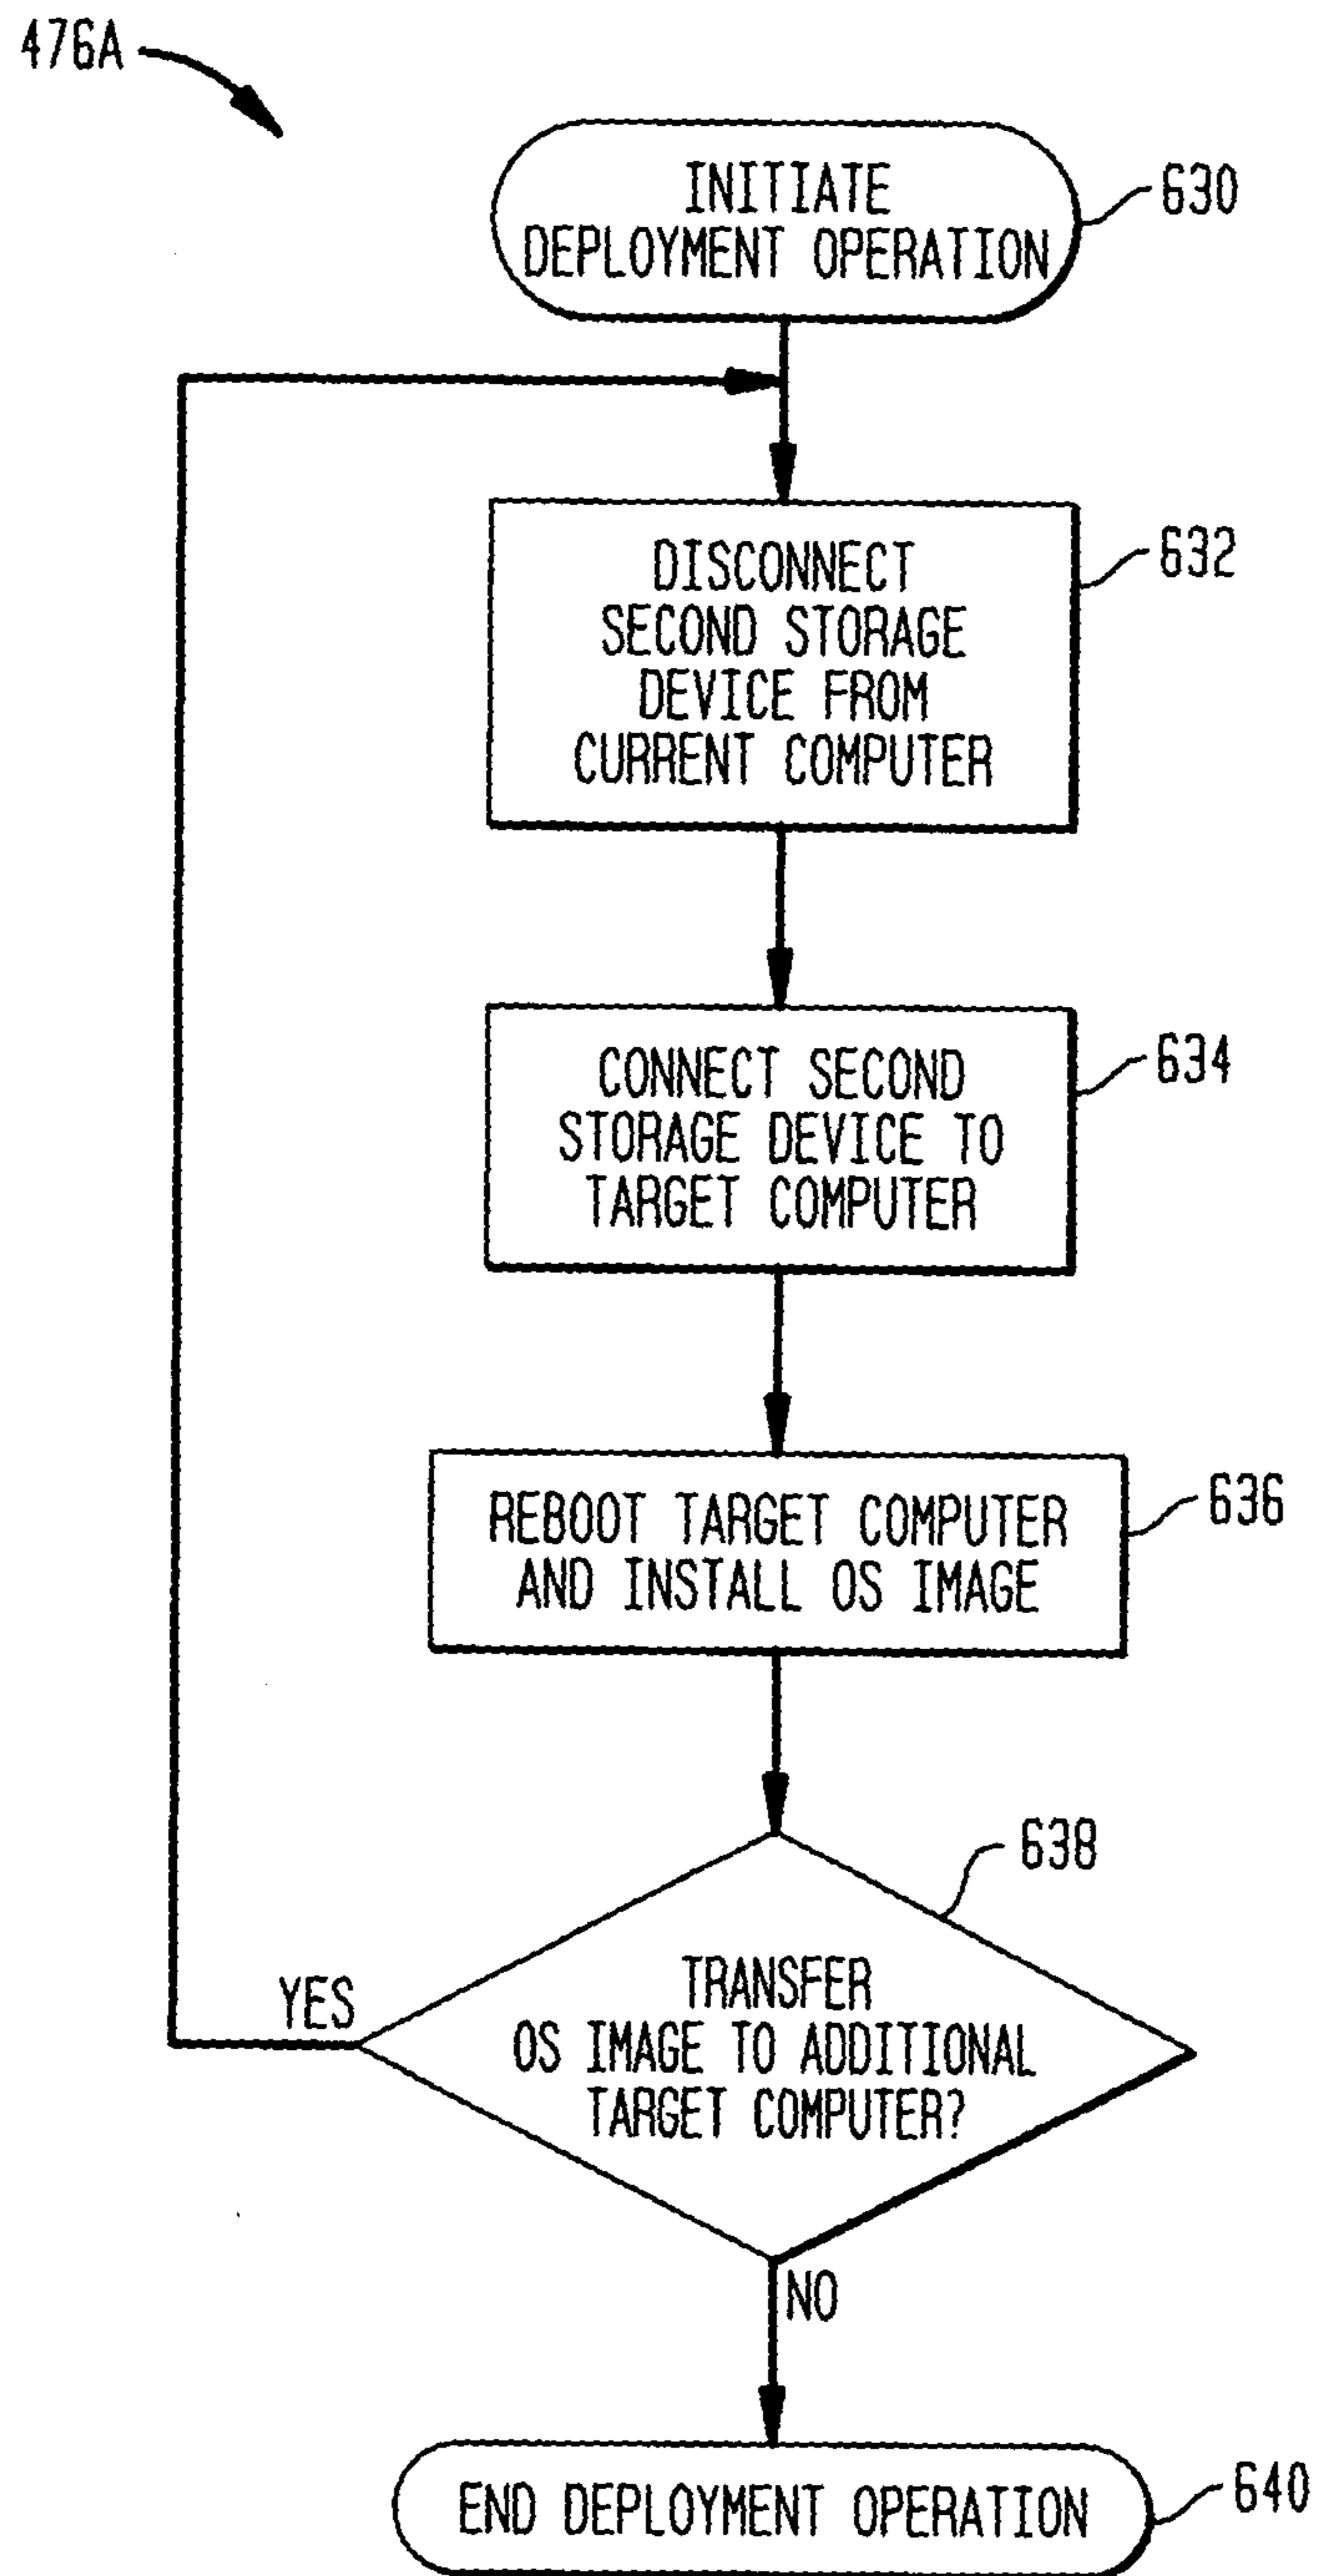 476A
INITIATE
DEPLOYMENT OPERATION
630
DISCONNECT
SECOND STORAGE
DEVICE FROM
CURRENT COMPUTER
632
CONNECT SECOND
STORAGE DEVICE TO
TARGET COMPUTER
634
REBOOT TARGET COMPUTER
AND INSTALL OS IMAGE
636
638
TRANSFER
OS IMAGE TO ADDITIONAL
TARGET COMPUTER?
YES
NO
END DEPLOYMENT OPERATION
640